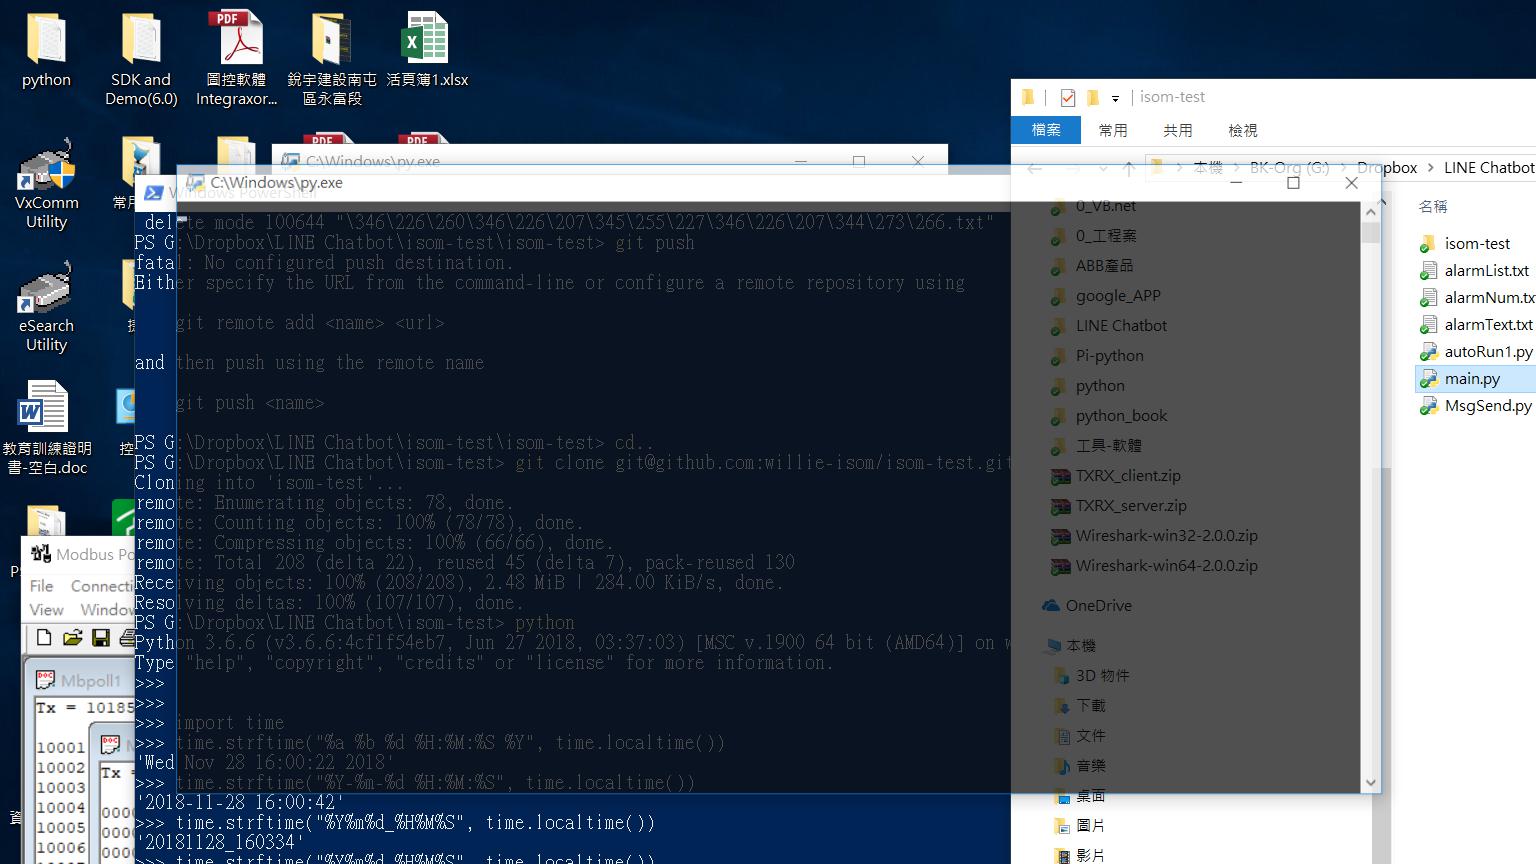 python
SDK and
Demo(6.0)
圖控軟體
Integraxor...
銳宇建設南屯
區永富段
活頁簿1.xlsx
VxComm
Utility
常用
eSearch
Utility
教育訓練證明
書-空白.doc
控
PDF
PDF
PDF
C:\Windows\py.exe
Windows PowerShell
C:\Windows\py.exe
delete mode 100644 "\346\226\260\346\226\207\345\255\227\346\226\207\344\273\266.txt"
PS G:\Dropbox\LINE Chatbot\isom-test\isom-test> git push
fatal: No configured push destination.
Either specify the URL from the command-line or configure a remote repository using
git remote add <name> <url>
and then push using the remote name
git push <name>
PS G:\Dropbox\LINE Chatbot\isom-test\isom-test> cd..
PS G:\Dropbox\LINE Chatbot\isom-test> git clone git@github.com:willie-isom/isom-test.git
Cloning into 'isom-test'...
remote: Enumerating objects: 78, done.
remote: Counting objects: 100% (78/78), done.
remote: Compressing objects: 100% (66/66), done.
remote: Total 208 (delta 22), reused 45 (delta 7), pack-reused 130
Receiving objects: 100% (208/208), 2.48 MiB | 284.00 KiB/s, done.
Resolving deltas: 100% (107/107), done.
PS G:\Dropbox\LINE Chatbot\isom-test> python
Python 3.6.6 (v3.6.6:4cf1f54eb7, Jun 27 2018, 03:37:03) [MSC v.1900 64 bit (AMD64)] on w
Type "help", "copyright", "credits" or "license" for more information.
>>>
>>>
>>> import time
>>> time.strftime("%a %b %d %H:%M:%S %Y", time.localtime())
'Wed Nov 28 16:00:22 2018'
>>> time.strftime("%Y-%m-%d %H:%M:%S", time.localtime())
'2018-11-28 16:00:42'
>>> time.strftime("%Y%m%d_%H%M%S", time.localtime())
'20181128_160334'
>>> time.strftime("%Y%m%d_%H%M%S", time.localtime())
Modbus Po
File Connecti
View Window
Mbpoll1
Tx = 10185
10001
10002
10003
10004
10005
10006
Tx =
0000
0000
0000
isom-test
檔案 常用 共用 檢視
本機 BK-Org (G:) Dropbox LINE Chatbot
0_VB.net
0_工程案
ABB產品
google_APP
LINE Chatbot
Pi-python
python
python_book
工具-軟體
TXRX_client.zip
TXRX_server.zip
Wireshark-win32-2.0.0.zip
Wireshark-win64-2.0.0.zip
OneDrive
本機
3D 物件
下載
文件
音樂
桌面
圖片
影片
名稱
isom-test
alarmList.txt
alarmNum.tx
alarmText.txt
autoRun1.py
main.py
MsgSend.py